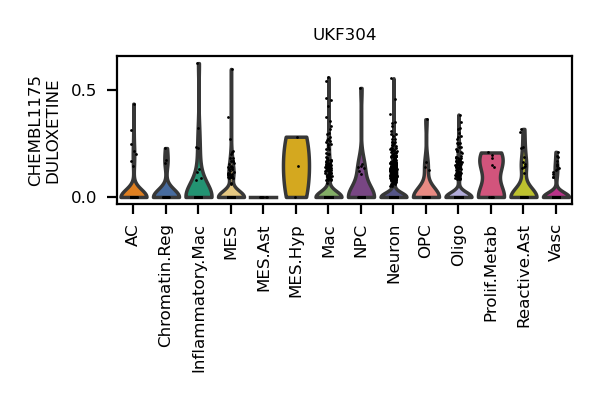 UKF304
CHEMBL1175
DULOXETINE
0.5
0.0
AC
Chromatin.Reg
Inflammatory.Mac
MES
MES.Ast
MES.Hyp
Mac
NPC
Neuron
OPC
Oligo
Prolif.Metab
Reactive.Ast
Vasc